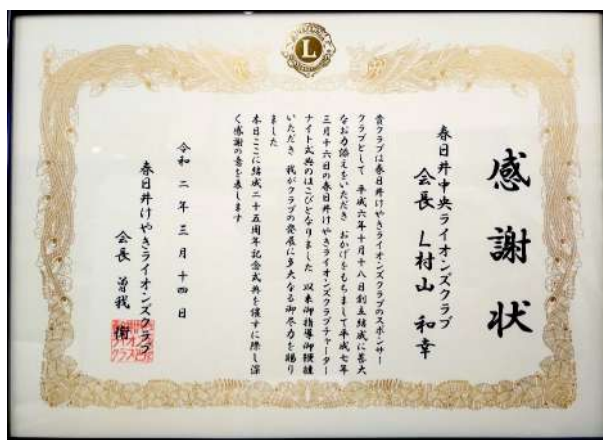 感謝状
春日井中央ライオンズクラブ
会長 L村山 和幸
貴クラブは春日井けやきライオンズクラブのスポンサー
クラブとして 平成六年十月十八日創立結成に甚大
なお力添えをいただき おかげをもちまして平成七年
三月十六日の春日井けやきライオンズクラブチャーター
ナイト式典のはこびとなりました 以来御指導御鞭撻
いただき 我がクラブの発展に多大なる御尽力を賜り
ました
本日ここに結成二十五周年記念式典を催すに際し深
く感謝の意を表します
令和 二年三月十四日
春日井けやきライオンズクラブ
会長 曽我
L